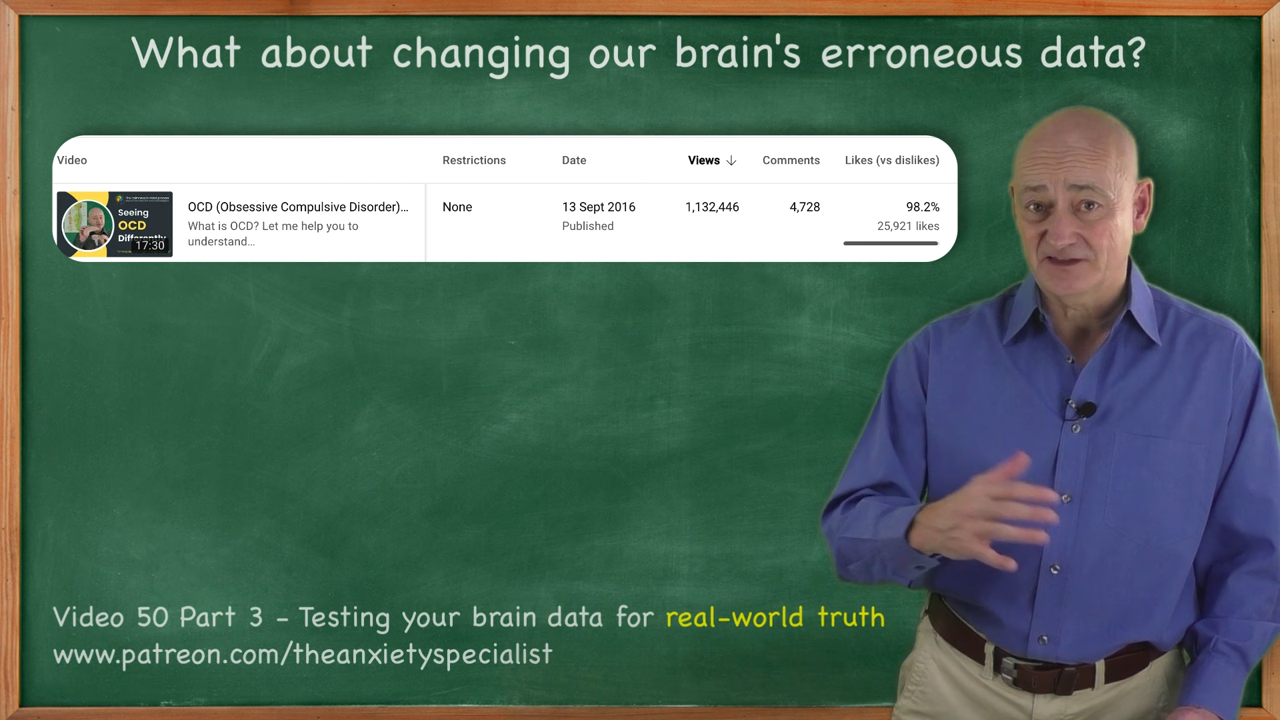 What about changing our brain's erroneous data?
Video Restrictions Date Views ↓ Comments Likes (vs dislikes)
Seeing
OCD
Differently
17:30
OCD (Obsessive Compulsive Disorder)... None 13 Sept 2016 1,132,446 4,728 98.2%
What is OCD? Let me help you to Published 25,921 likes
understand...
Video 50 Part 3 - Testing your brain data for real-world truth
www.patreon.com/theanxietyspecialist